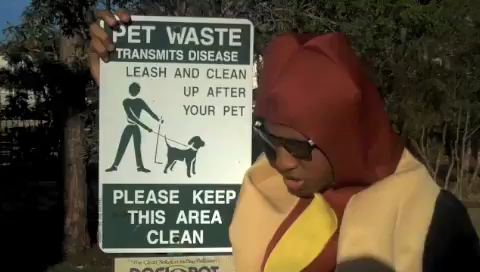 PET WASTE
TRANSMITS DISEASE
LEASH AND CLEAN
UP AFTER
YOUR PET
PLEASE KEEP
THIS AREA
CLEAN